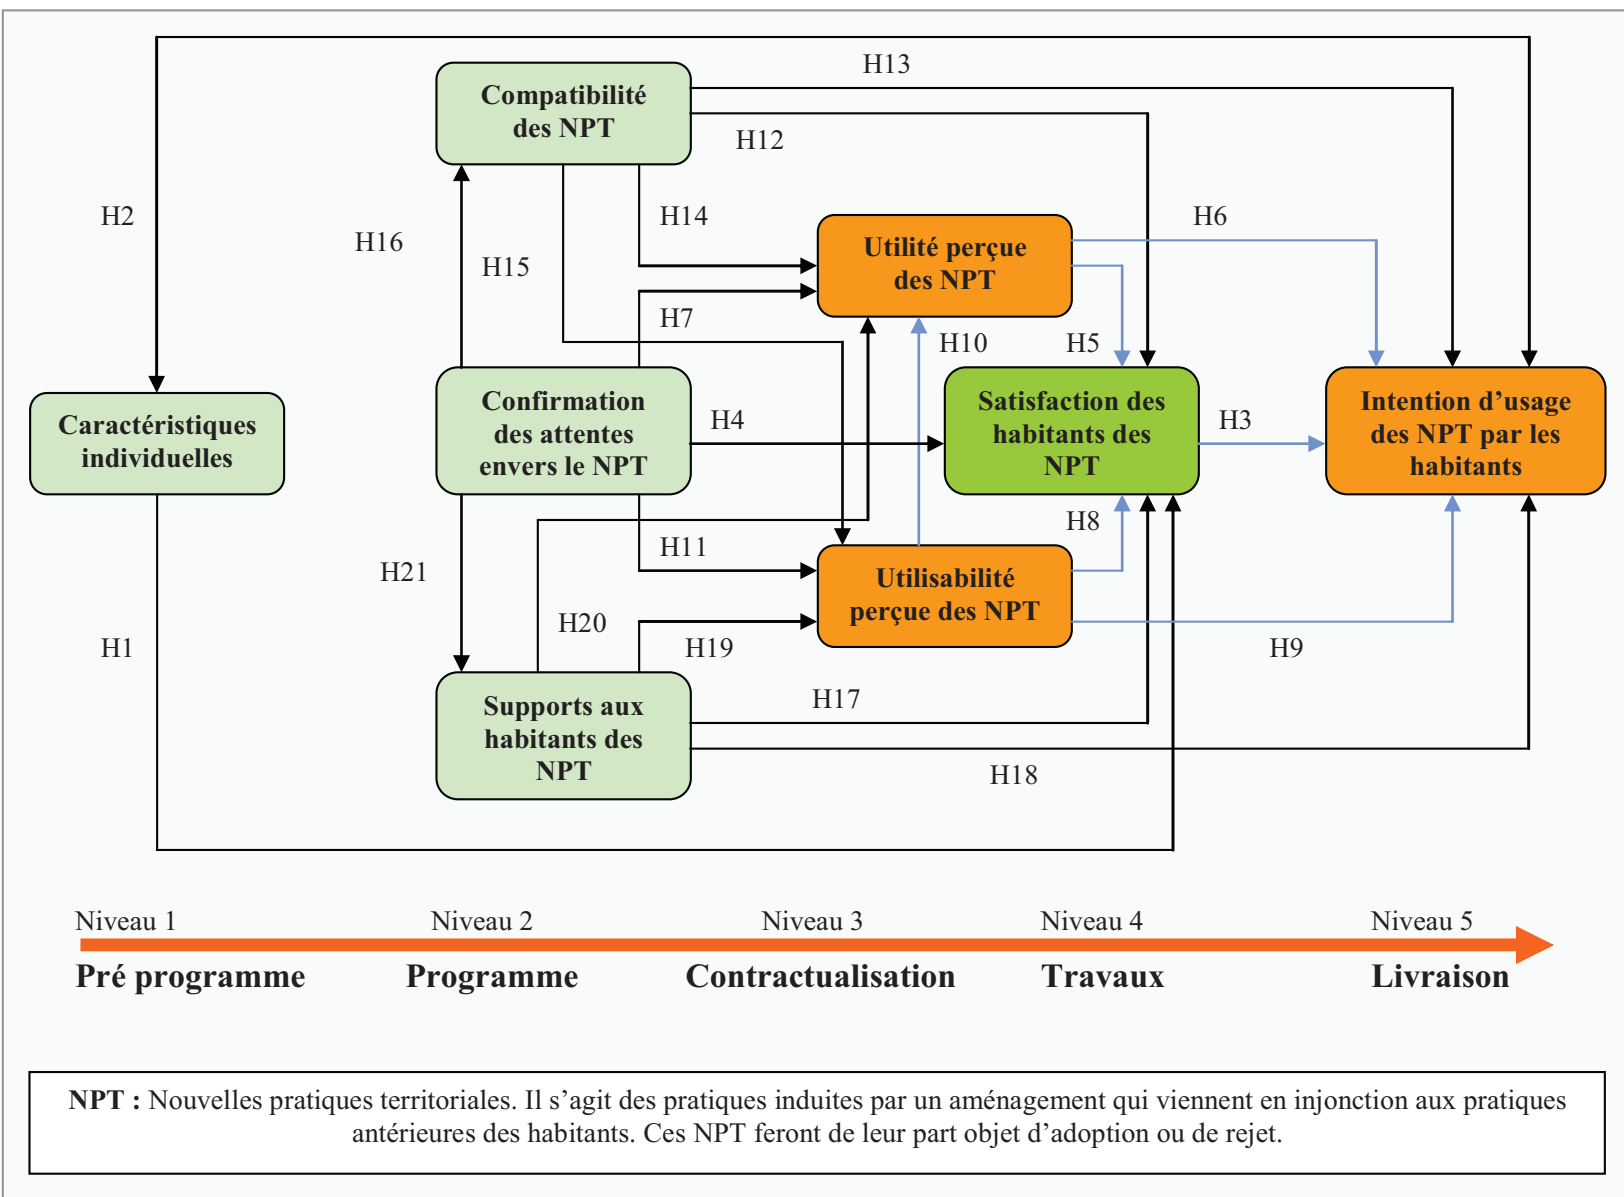 H13
Compatibilité
des NPT
H12
H2
H14
H6
H16
Utilité perçue
des NPT
H15
H7
H10
H5
Caractéristiques
individuelles
Confirmation
des attentes
envers le NPT
H4
Satisfaction des
habitants des
NPT
H3
Intention d’usage
des NPT par les
habitants
H8
H11
H21
Utilisabilité
perçue des NPT
H20
H19
H1
H9
Supports aux
habitants des
NPT
H17
H18
Niveau 1
Niveau 2
Niveau 3
Niveau 4
Niveau 5
Pré programme
Programme
Contractualisation
Travaux
Livraison
NPT : Nouvelles pratiques territoriales. Il s’agit des pratiques induites par un aménagement qui viennent en injonction aux pratiques
antérieures des habitants. Ces NPT feront de leur part objet d’adoption ou de rejet.